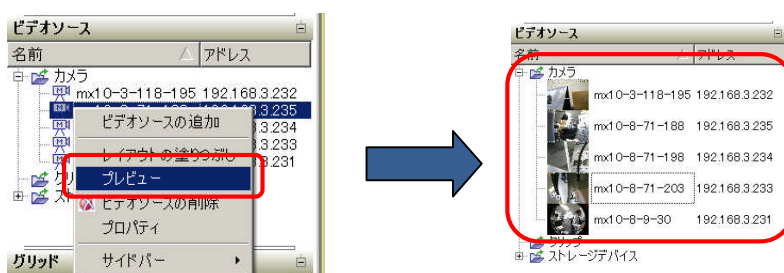 ビデオソース
名前 アドレス
カメラ
mx10-3-118-195 192.168.3.232
3.235
ビデオソースの追加
3.234
レイアウトの塗りつぶし
3.233
3.231
プレビュー
ビデオソースの削除
プロパティ
グリッド
サイドバー
ビデオソース
名前 アドレス
カメラ
mx10-3-118-195 192.168.3.232
mx10-8-71-188 192.168.3.235
mx10-8-71-198 192.168.3.234
mx10-8-71-203 192.168.3.233
mx10-8-9-30 192.168.3.231
クリップ
ストレージデバイス